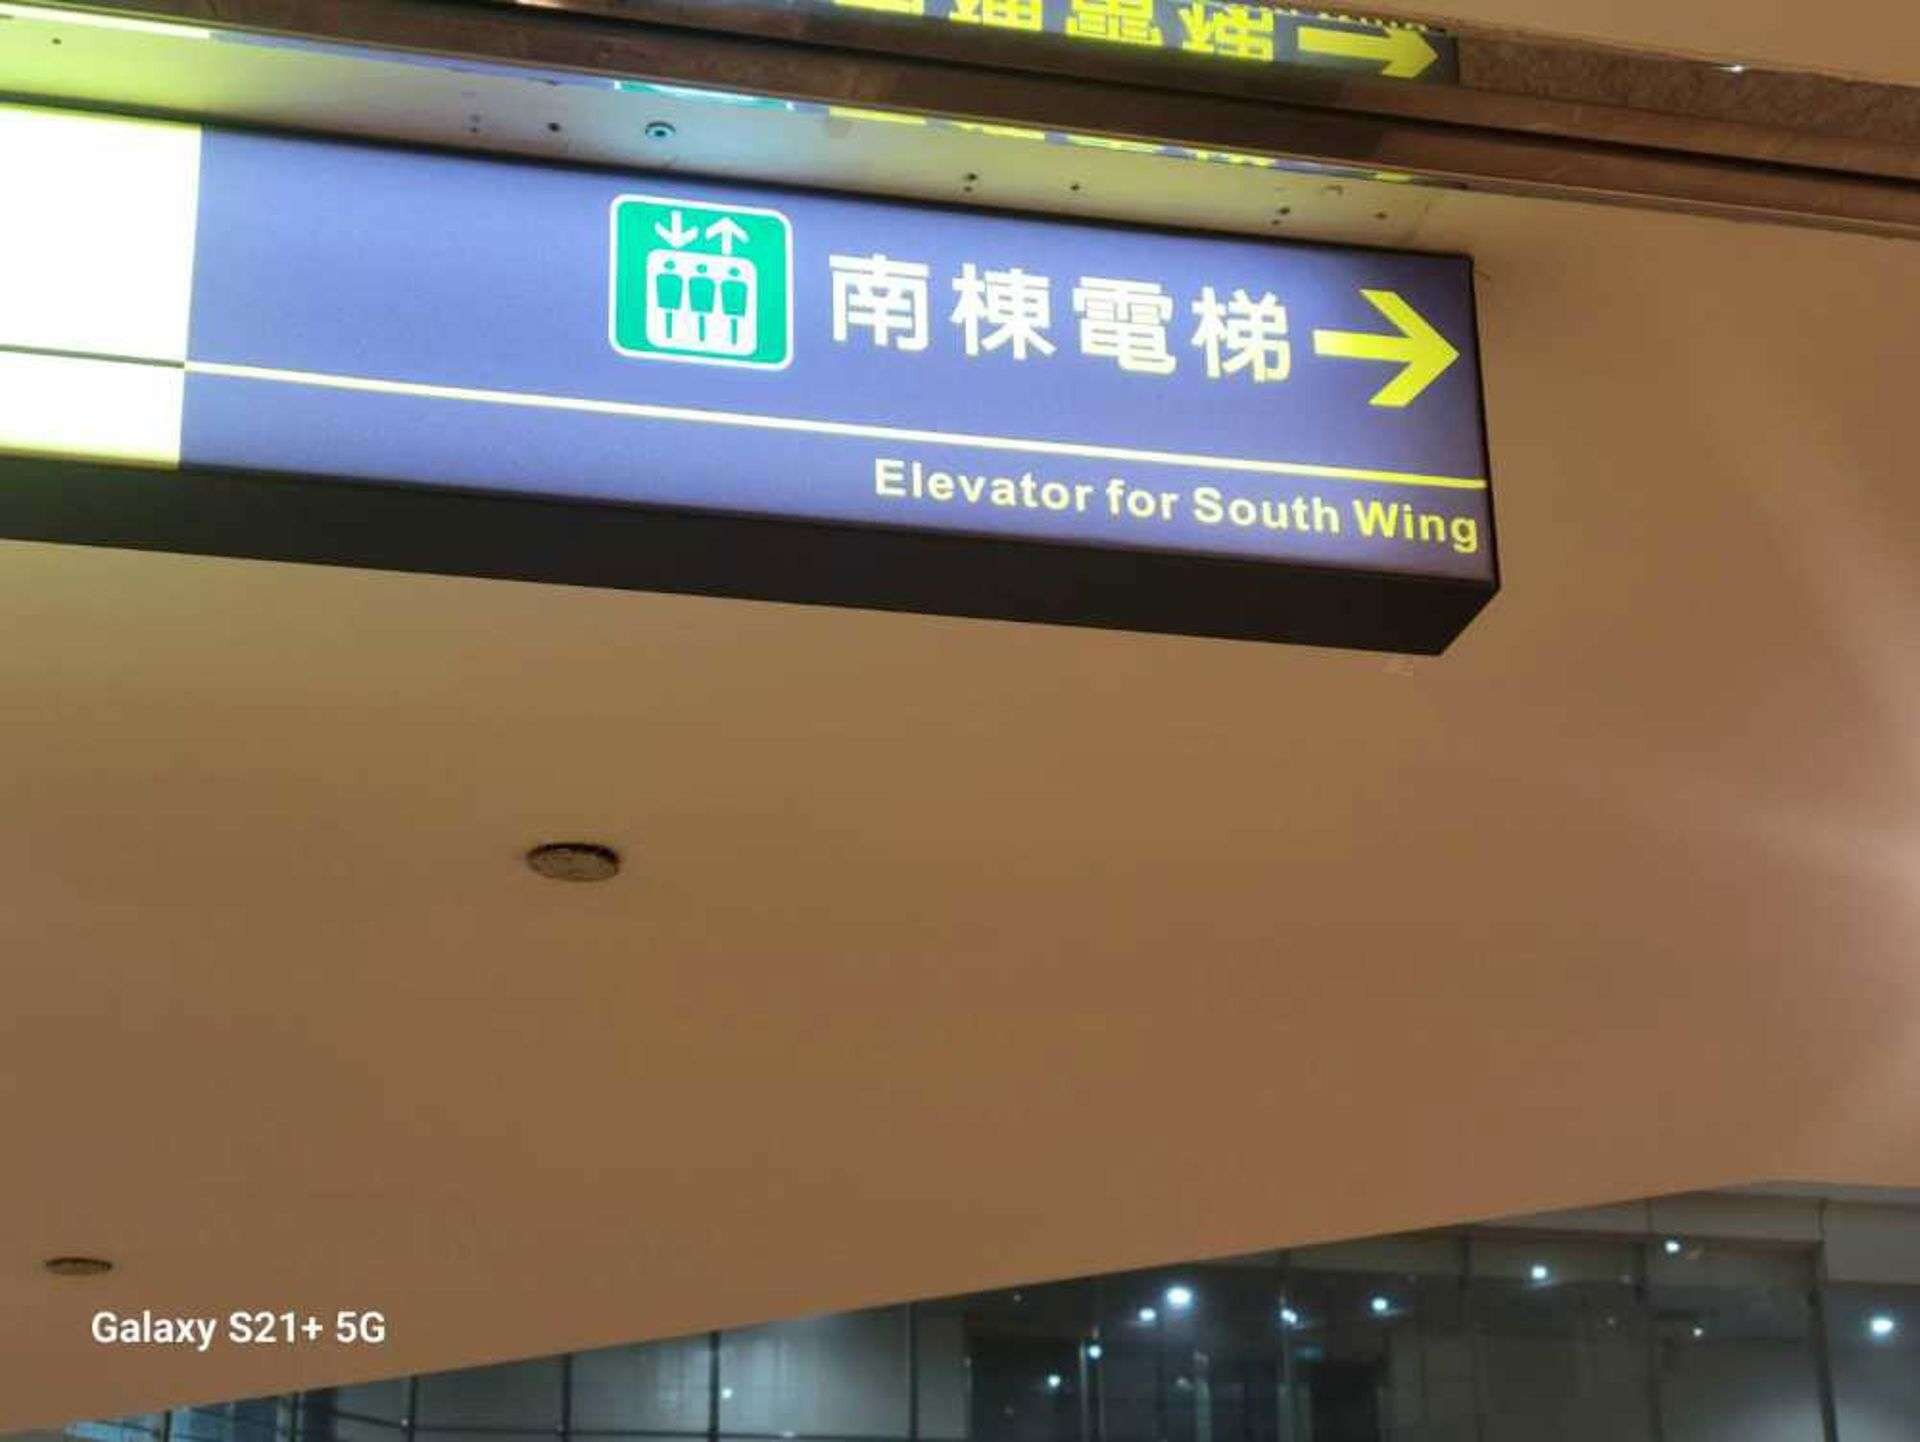 南棟電梯
Elevator for South Wing
Galaxy S21+ 5G